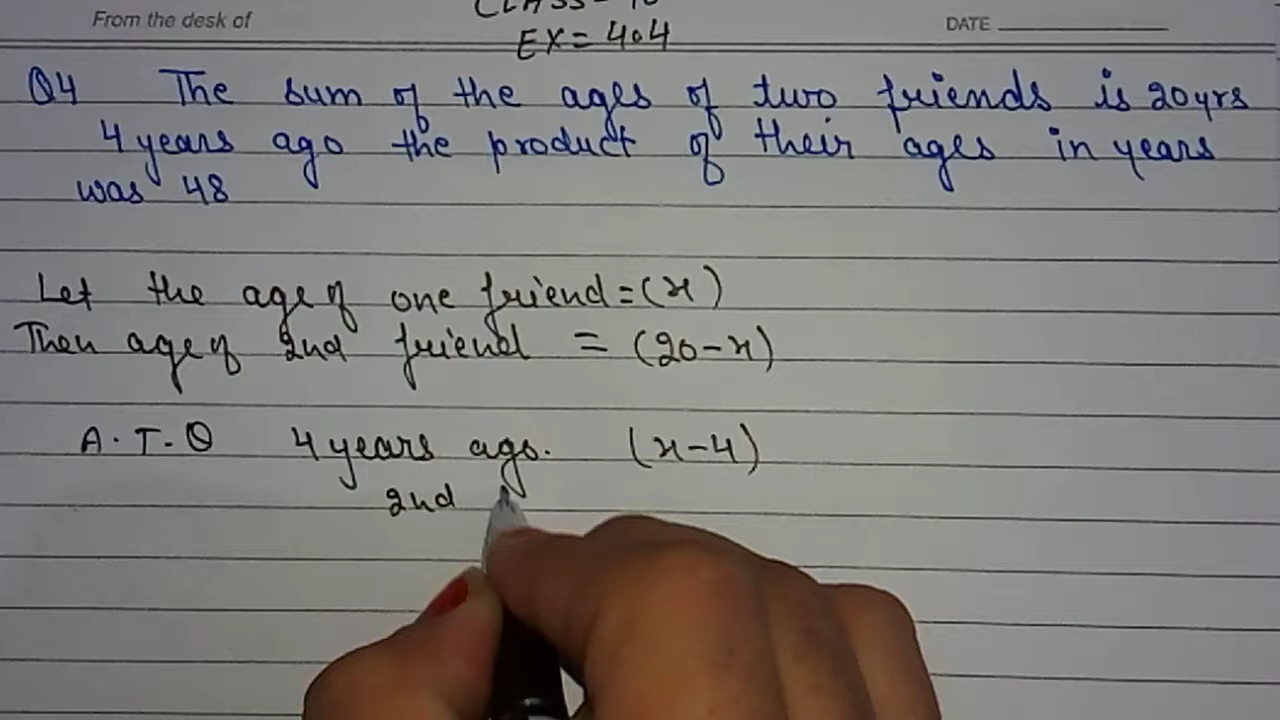 From the desk of
DATE
EX = 4.4
Q4 The sum of the ages of two friends is 20yrs
4 years ago the product of their ages in years
was 48
Let the age of one friend = (x)
Then age of 2nd friend = (20-x)
A.T.Q 4 years ago. (x-4)
2nd